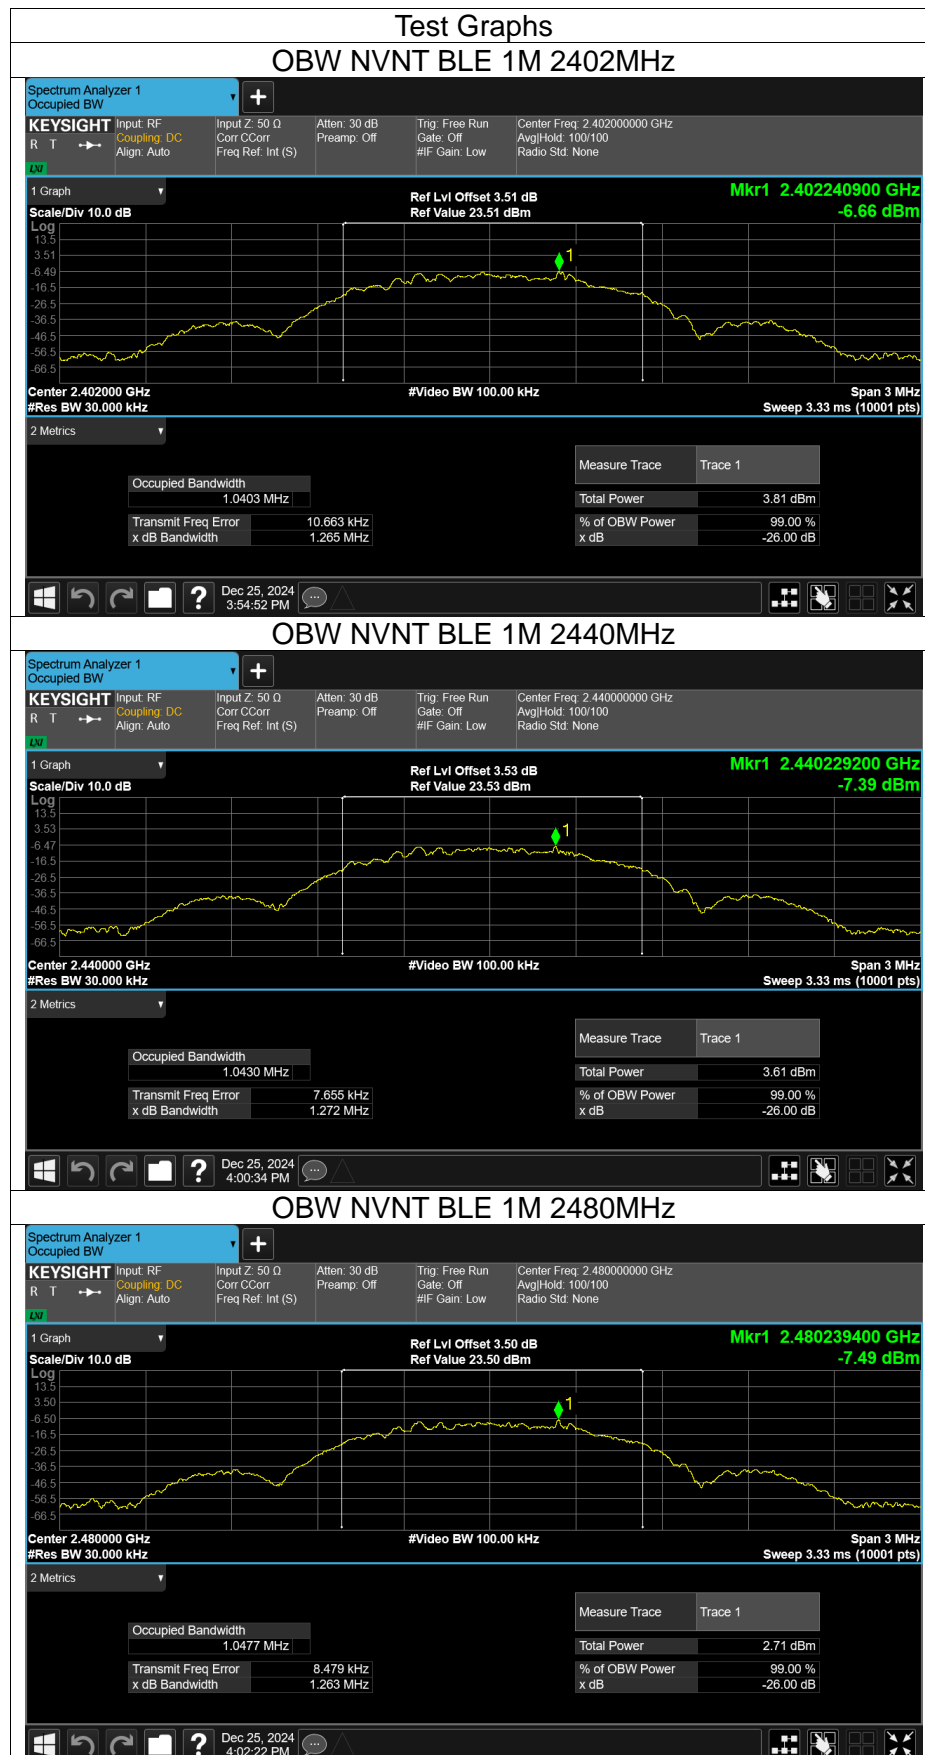 Test Graphs
OBW NVNT BLE 1M 2402MHz
Spectrum Analyzer 1
Occupied BW
+
KEYSIGHT Input: RF Input Z: 50 Ω Atten: 30 dB Trig: Free Run Center Freq: 2.402000000 GHz
R T Coupling: DC Corr CCorr Preamp: Off Gate: Off Avg|Hold: 100/100
Align: Auto Freq Ref: Int (S) #IF Gain: Low Radio Std: None
LXI
1 Graph Ref Lvl Offset 3.51 dB Mkr1 2.402240900 GHz
Scale/Div 10.0 dB Ref Value 23.51 dBm -6.66 dBm
Log
13.5
3.51
1
-6.49
-16.5
-26.5
-36.5
-46.5
-56.5
-66.5
Center 2.402000 GHz #Video BW 100.00 kHz Span 3 MHz
#Res BW 30.000 kHz Sweep 3.33 ms (10001 pts)
2 Metrics
Measure Trace Trace 1
Occupied Bandwidth
1.0403 MHz Total Power 3.81 dBm
Transmit Freq Error 10.663 kHz % of OBW Power 99.00 %
x dB Bandwidth 1.265 MHz x dB -26.00 dB
? Dec 25, 2024
3:54:52 PM
OBW NVNT BLE 1M 2440MHz
Spectrum Analyzer 1
Occupied BW
+
KEYSIGHT Input: RF Input Z: 50 Ω Atten: 30 dB Trig: Free Run Center Freq: 2.440000000 GHz
R T Coupling: DC Corr CCorr Preamp: Off Gate: Off Avg|Hold: 100/100
Align: Auto Freq Ref: Int (S) #IF Gain: Low Radio Std: None
LXI
1 Graph Ref Lvl Offset 3.53 dB Mkr1 2.440229200 GHz
Scale/Div 10.0 dB Ref Value 23.53 dBm -7.39 dBm
Log
13.5
3.53
1
-6.47
-16.5
-26.5
-36.5
-46.5
-56.5
-66.5
Center 2.440000 GHz #Video BW 100.00 kHz Span 3 MHz
#Res BW 30.000 kHz Sweep 3.33 ms (10001 pts)
2 Metrics
Measure Trace Trace 1
Occupied Bandwidth
1.0430 MHz Total Power 3.61 dBm
Transmit Freq Error 7.655 kHz % of OBW Power 99.00 %
x dB Bandwidth 1.272 MHz x dB -26.00 dB
? Dec 25, 2024
4:00:34 PM
OBW NVNT BLE 1M 2480MHz
Spectrum Analyzer 1
Occupied BW
+
KEYSIGHT Input: RF Input Z: 50 Ω Atten: 30 dB Trig: Free Run Center Freq: 2.480000000 GHz
R T Coupling: DC Corr CCorr Preamp: Off Gate: Off Avg|Hold: 100/100
Align: Auto Freq Ref: Int (S) #IF Gain: Low Radio Std: None
LXI
1 Graph Ref Lvl Offset 3.50 dB Mkr1 2.480239400 GHz
Scale/Div 10.0 dB Ref Value 23.50 dBm -7.49 dBm
Log
13.5
3.50
1
-6.50
-16.5
-26.5
-36.5
-46.5
-56.5
-66.5
Center 2.480000 GHz #Video BW 100.00 kHz Span 3 MHz
#Res BW 30.000 kHz Sweep 3.33 ms (10001 pts)
2 Metrics
Measure Trace Trace 1
Occupied Bandwidth
1.0477 MHz Total Power 2.71 dBm
Transmit Freq Error 8.479 kHz % of OBW Power 99.00 %
x dB Bandwidth 1.263 MHz x dB -26.00 dB
? Dec 25, 2024
4:02:22 PM